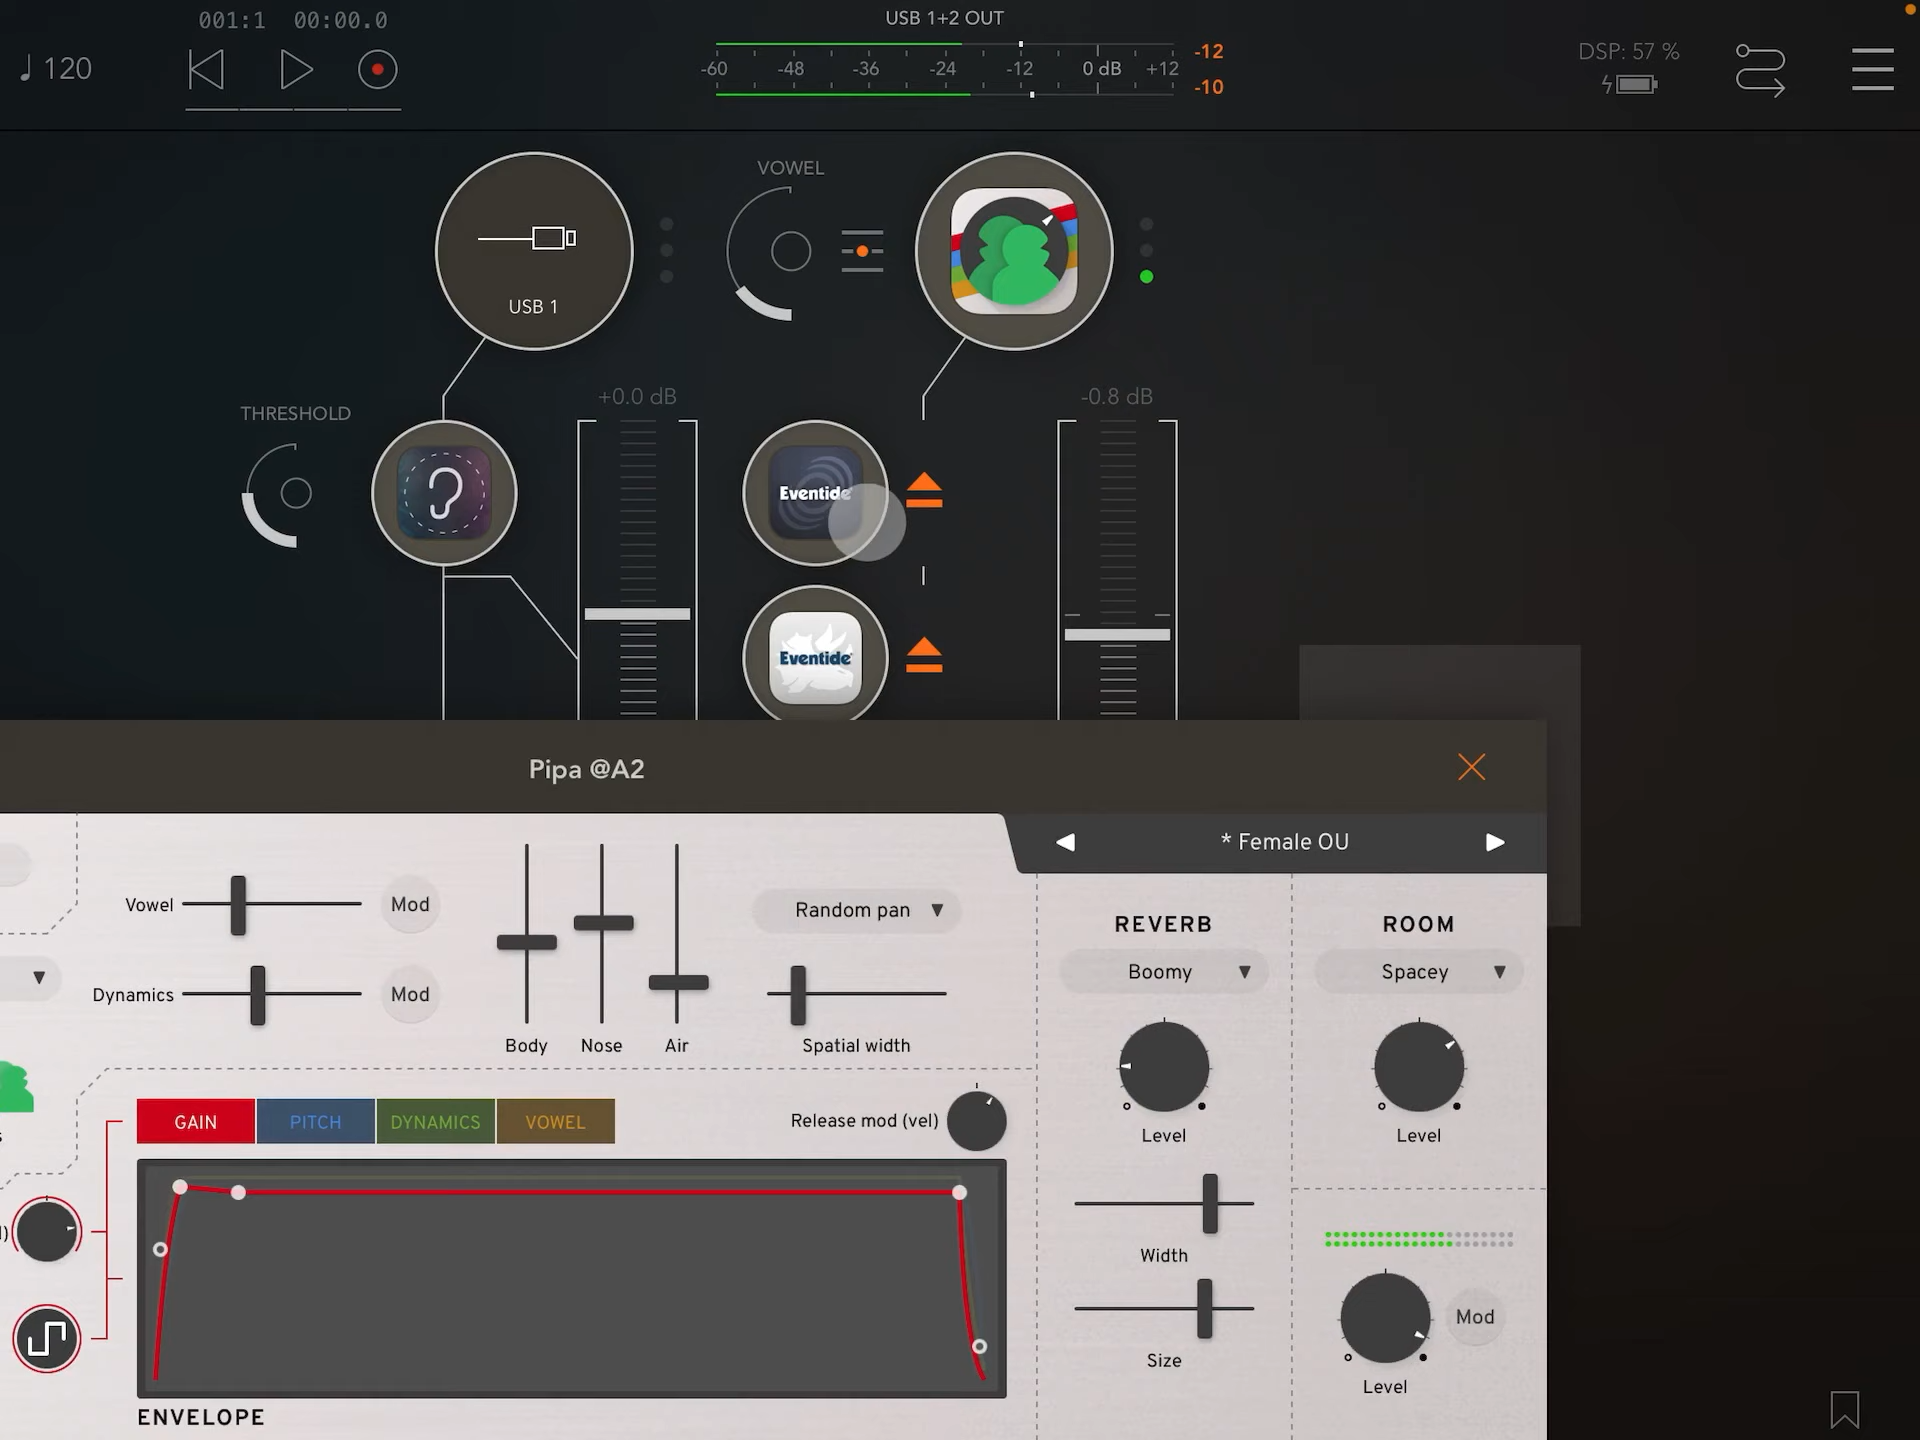 001:1 00:00.0
120
USB 1+2 OUT
-60 -48 -36 -24 -12 0 dB +12
-12
-10
DSP: 57 %
USB 1
VOWEL
THRESHOLD
+0.0 dB
-0.8 dB
Eventide
Eventide
Pipa @A2
* Female OU
Vowel
Mod
Dynamics
Mod
Body
Nose
Air
Random pan
Spatial width
REVERB
Boomy
Level
Width
Size
ROOM
Spacey
Level
Mod
Level
GAIN
PITCH
DYNAMICS
VOWEL
Release mod (vel)
ENVELOPE